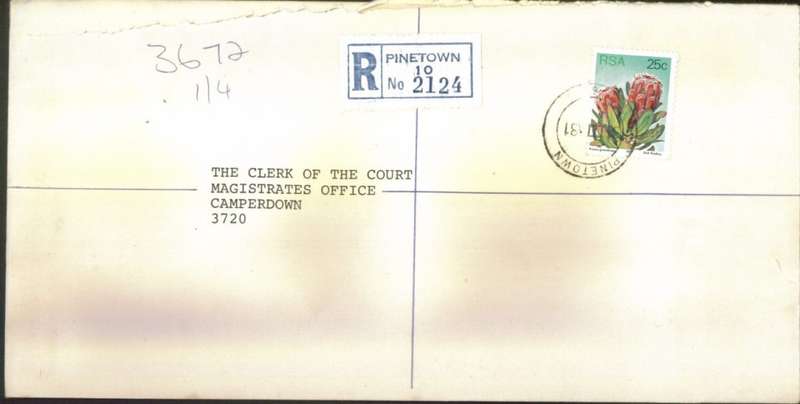 3672
1/4
R
PINETOWN
10
No 2124
RSA 25c
PINETOWN
81
THE CLERK OF THE COURT
MAGISTRATES OFFICE
CAMPERDOWN
3720